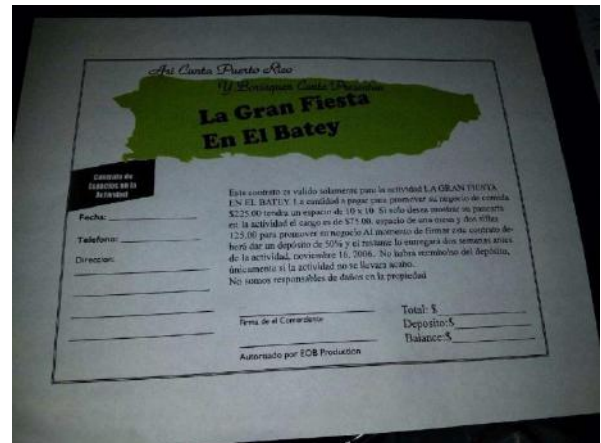 Asi Canta Puerto Rico
Y Borinquen Canta
La Gran Fiesta
En El Batey
Contrato de
Espacios en la
Actividad
Fecha:
Telefono:
Direccion:
Este contrato es valido solamente para la actividad LA GRAN FIESTA
EN EL BATEY. La cantidad a pagar para promover su negocio de comida
$225.00 tendra un espacio de 10 x 10. Si solo desea mostrar su pancarta
en la actividad el cargo es de $75.00. espacio de una mesa y dos sillas
125.00 para promover su negocio Al momento de firmar este contrato de-
berá dar un depósito de 50% y el restante lo entregará dos semanas antes
de la actividad, noviembre 16, 2006. No habra reembolso del depósito,
únicamente si la actividad no se llevara acabo.
No somos responsables de daños en la propiedad
Firma de el Comerciante
Autorisado por EOB Production
Total: $
Deposito:$
Balance:$